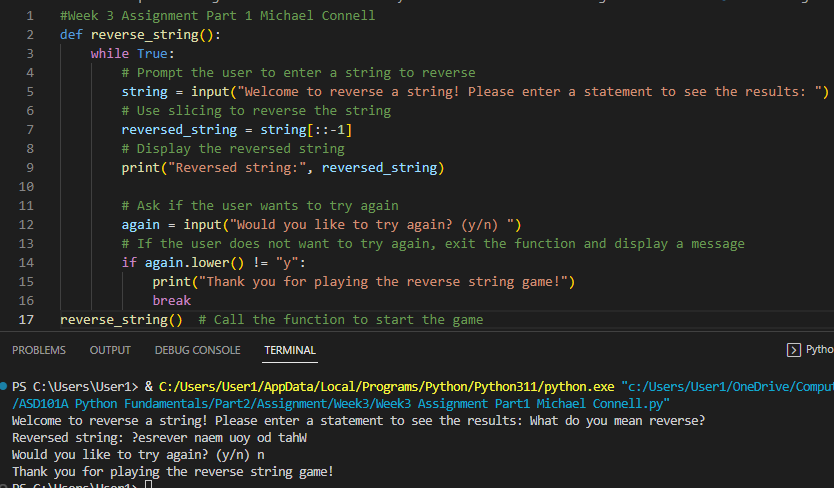 1 #Week 3 Assignment Part 1 Michael Connell
2 def reverse_string():
3 while True:
4 # Prompt the user to enter a string to reverse
5 string = input("Welcome to reverse a string! Please enter a statement to see the results: ")
6 # Use slicing to reverse the string
7 reversed_string = string[::-1]
8 # Display the reversed string
9 print("Reversed string:", reversed_string)
10
11 # Ask if the user wants to try again
12 again = input("Would you like to try again? (y/n) ")
13 # If the user does not want to try again, exit the function and display a message
14 if again.lower() != "y":
15 print("Thank you for playing the reverse string game!")
16 break
17 reverse_string() # Call the function to start the game
PROBLEMS OUTPUT DEBUG CONSOLE TERMINAL Pytho
PS C:\Users\User1> & C:/Users/User1/AppData/Local/Programs/Python/Python311/python.exe "c:/Users/User1/OneDrive/Comput
/ASD101A Python Fundamentals/Part2/Assignment/Week3/Week3 Assignment Part1 Michael Connell.py"
Welcome to reverse a string! Please enter a statement to see the results: What do you mean reverse?
Reversed string: ?esrever naem uoy od tahW
Would you like to try again? (y/n) n
Thank you for playing the reverse string game!
PS C:\Users\User1>